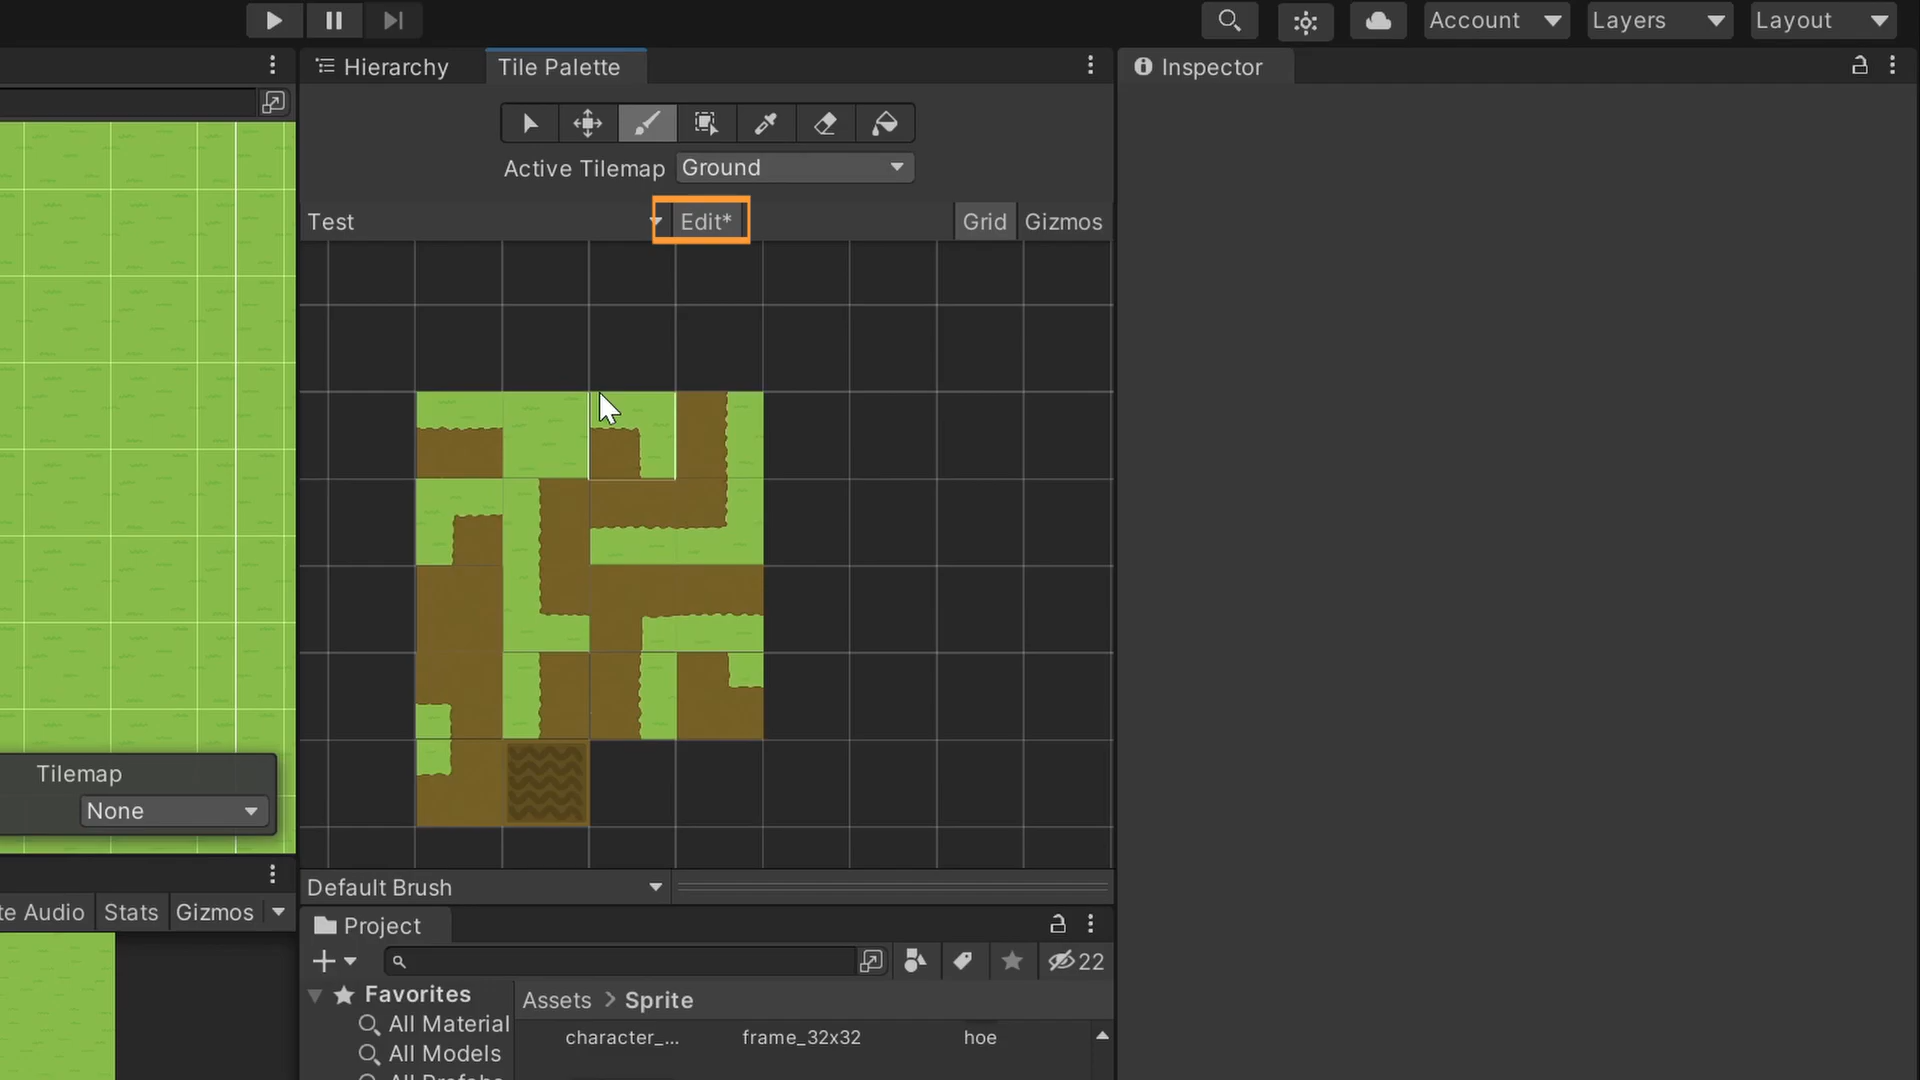 Account
Layers
Layout
Hierarchy
Tile Palette
Inspector
Active Tilemap
Ground
Test
Edit*
Grid
Gizmos
Tilemap
None
Default Brush
te Audio
Stats
Gizmos
Project
22
Favorites
All Material
All Models
Assets > Sprite
character_...
frame_32x32
hoe